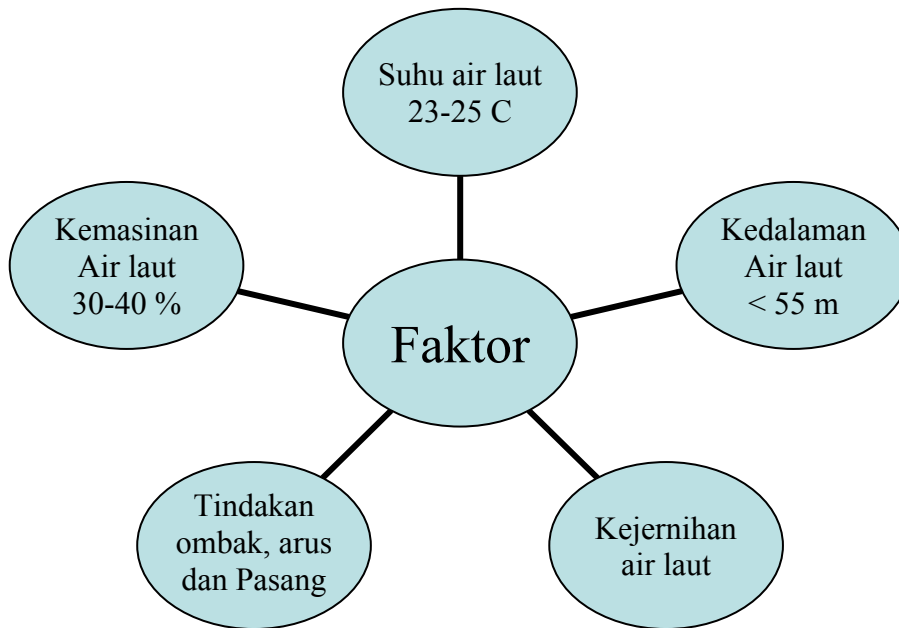 Suhu air laut
23-25 C
Kemasinan
Air laut
30-40 %
Kedalaman
Air laut
< 55 m
Faktor
Tindakan
ombak, arus
dan Pasang
Kejernihan
air laut